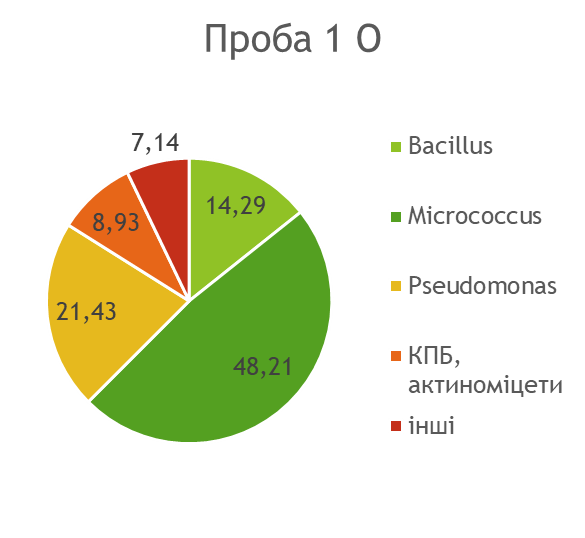 Проба 1 О
7,14
14,29
8,93
21,43
48,21
Bacillus
Micrococcus
Pseudomonas
КПБ,
актиноміцети
інші